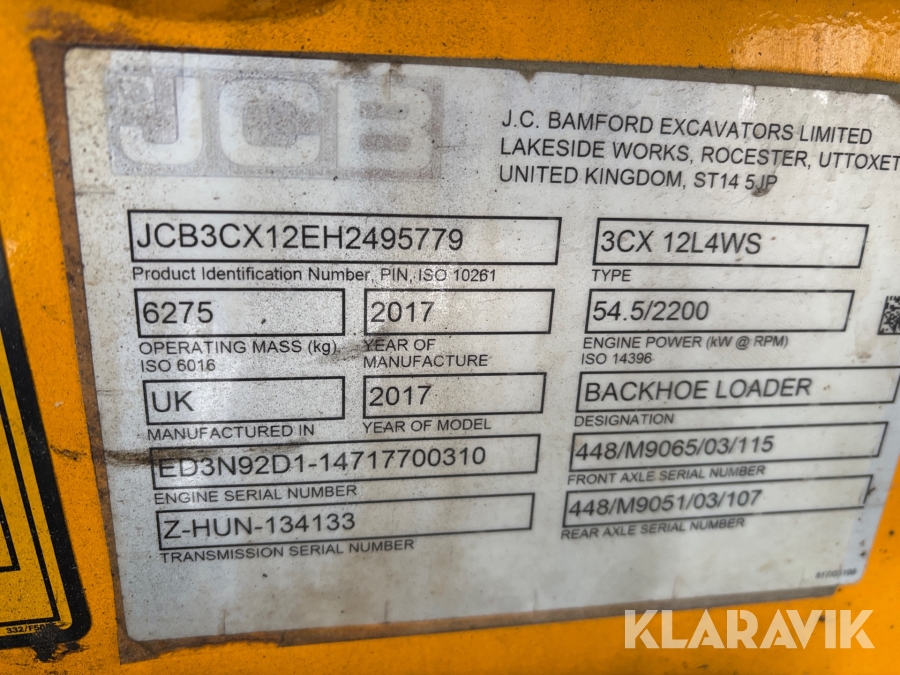 JCB
J.C. BAMFORD EXCAVATORS LIMITED
LAKESIDE WORKS, ROCESTER, UTTOXET
UNITED KINGDOM, ST14 5JP
JCB3CX12EH2495779
Product Identification Number, PIN, ISO 10261
3CX 12L4WS
TYPE
6275
OPERATING MASS (kg),
ISO 6016
2017
YEAR OF
MANUFACTURE
54.5/2200
ENGINE POWER (kW @ RPM)
ISO 14396
UK
MANUFACTURED IN
2017
YEAR OF MODEL
BACKHOE LOADER
DESIGNATION
ED3N92D1-14717700310
ENGINE SERIAL NUMBER
448/M9065/03/115
FRONT AXLE SERIAL NUMBER
Z-HUN-134133
TRANSMISSION SERIAL NUMBER
448/M9051/03/107
REAR AXLE SERIAL NUMBER
KLARAVIK